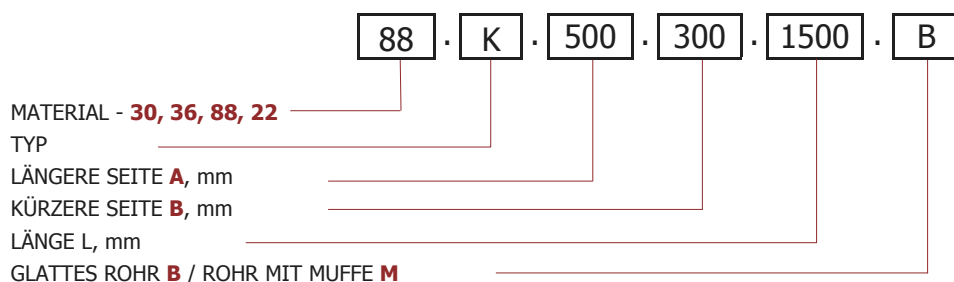 88 . K . 500 . 300 . 1500 . B
MATERIAL - 30, 36, 88, 22
TYP
LÄNGERE SEITE A, mm
KÜRZERE SEITE B, mm
LÄNGE L, mm
GLATTES ROHR B / ROHR MIT MUFFE M